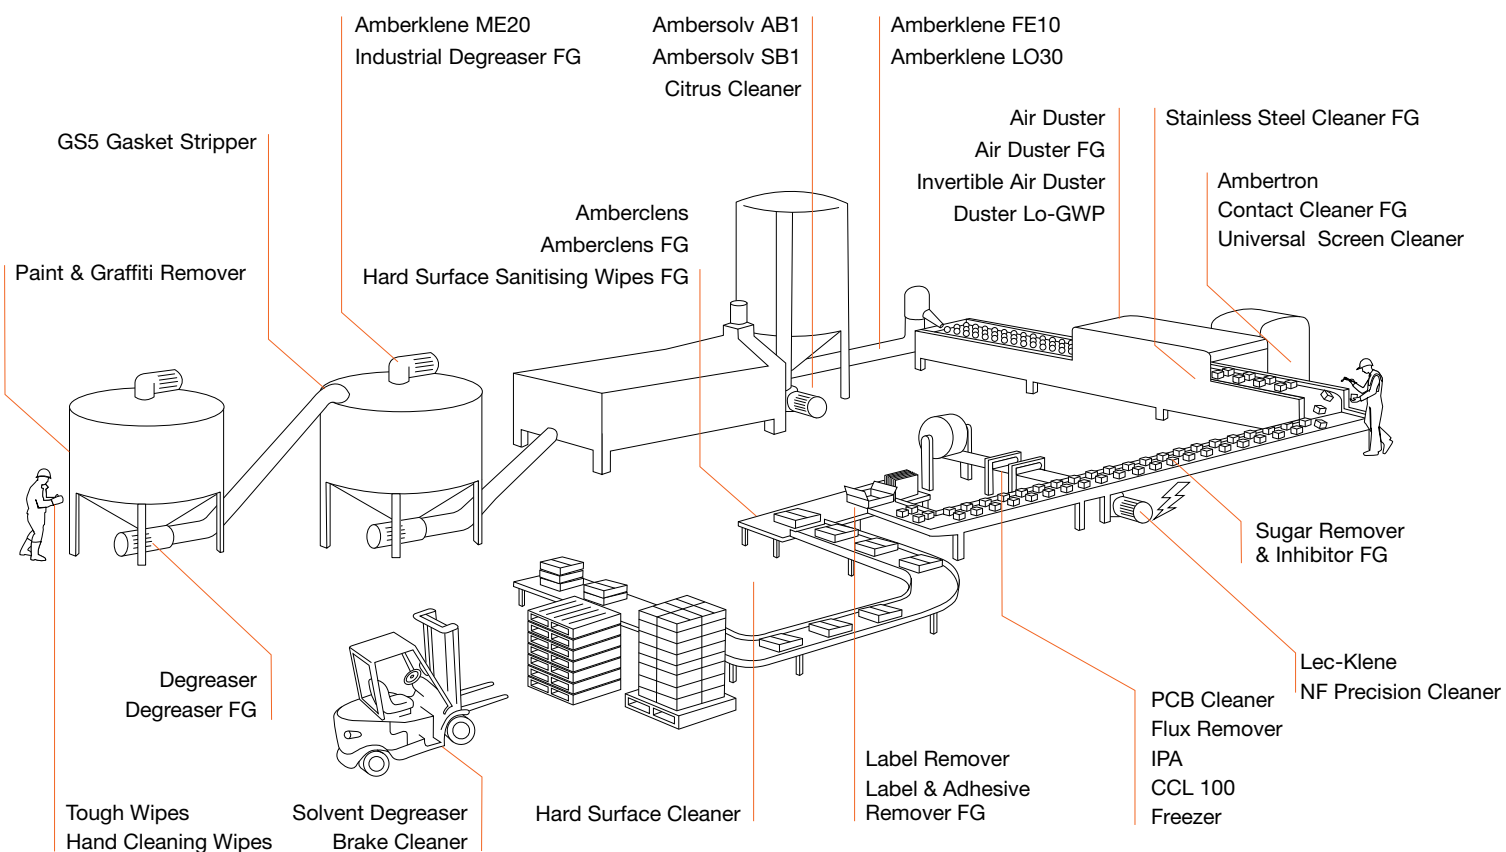 Amberklene ME20
Industrial Degreaser FG
Ambersolv AB1
Ambersolv SB1
Citrus Cleaner
Amberklene FE10
Amberklene LO30
GS5 Gasket Stripper
Air Duster
Air Duster FG
Invertible Air Duster
Duster Lo-GWP
Stainless Steel Cleaner FG
Ambertron
Contact Cleaner FG
Universal Screen Cleaner
Amberclens
Amberclens FG
Hard Surface Sanitising Wipes FG
Paint & Graffiti Remover
Sugar Remover
& Inhibitor FG
Degreaser
Degreaser FG
Lec-Klene
NF Precision Cleaner
PCB Cleaner
Flux Remover
IPA
CCL 100
Freezer
Label Remover
Label & Adhesive
Remover FG
Hard Surface Cleaner
Solvent Degreaser
Brake Cleaner
Tough Wipes
Hand Cleaning Wipes